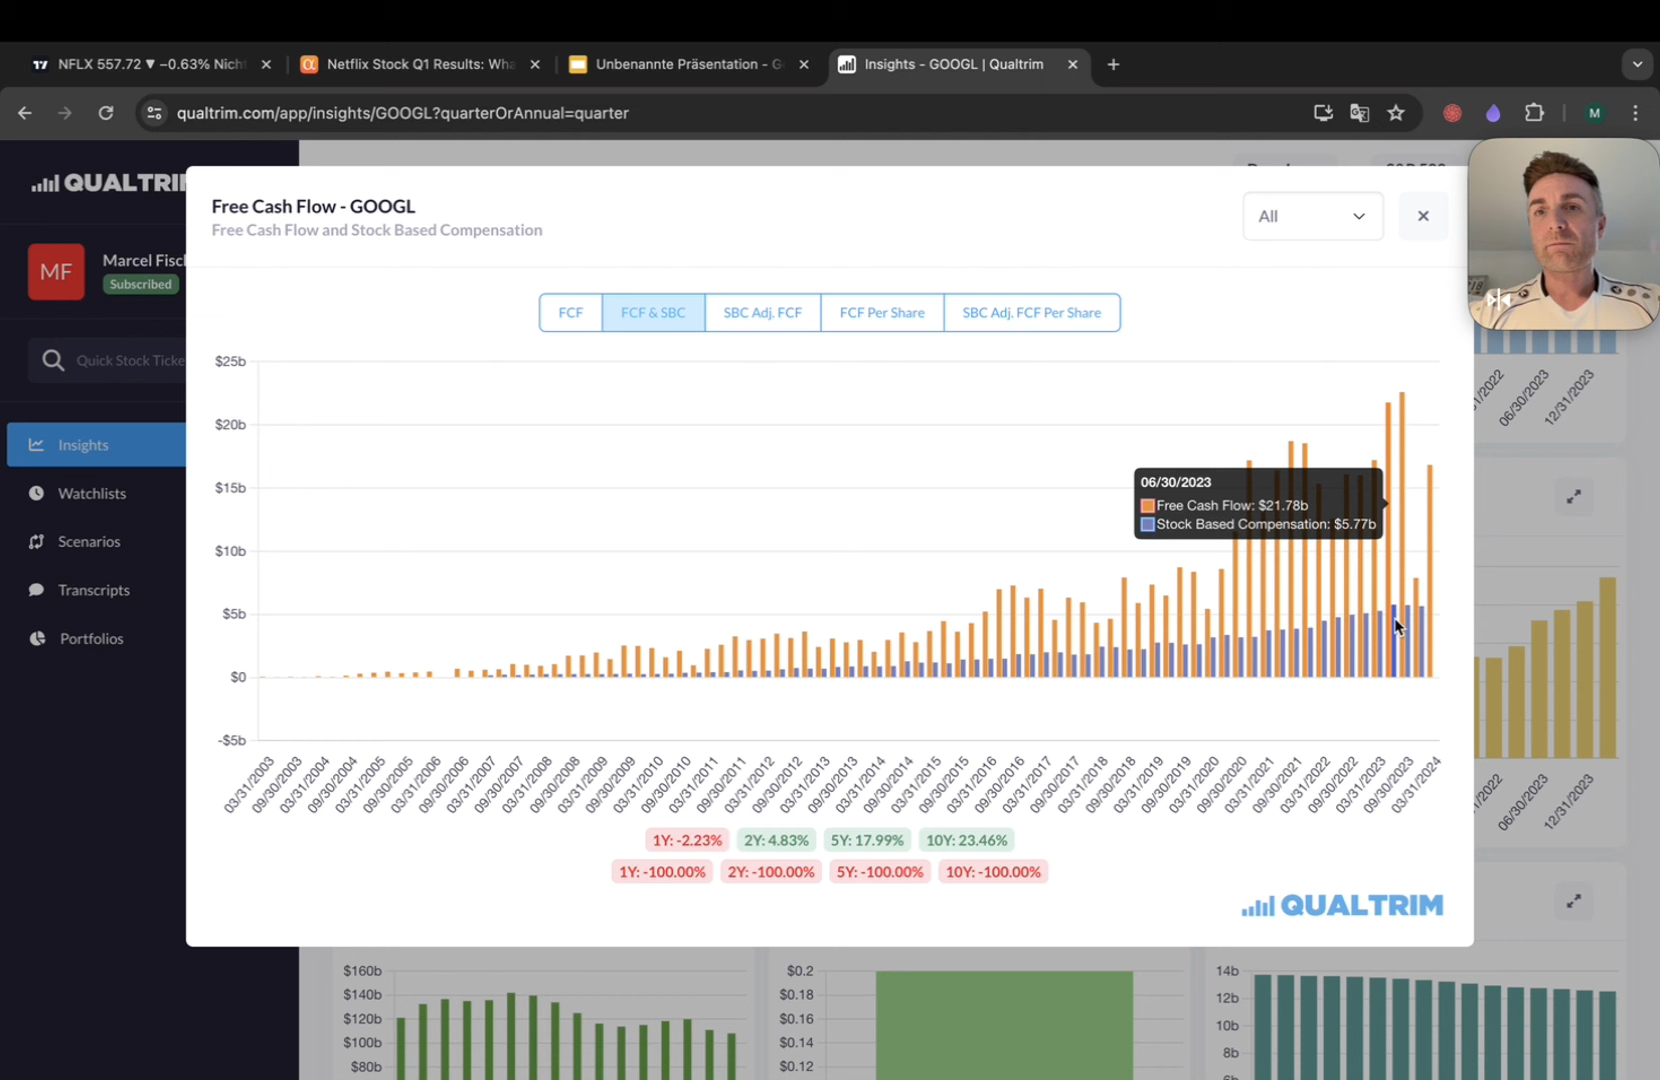 NFLX 557.72 ▼ −0.63% Nich
Netflix Stock Q1 Results: Wha
Unbenannte Präsentation - G
Insights - GOOGL | Qualtrim
qualtrim.com/app/insights/GOOGL?quarterOrAnnual=quarter
M
QUALTRI
MF
Marcel Fisc
Subscribed
Quick Stock Ticke
Insights
Watchlists
Scenarios
Transcripts
Portfolios
Free Cash Flow - GOOGL
Free Cash Flow and Stock Based Compensation
All
FCF
FCF & SBC
SBC Adj. FCF
FCF Per Share
SBC Adj. FCF Per Share
$25b
$20b
$15b
$10b
$5b
$0
-$5b
06/30/2023
Free Cash Flow: $21.78b
Stock Based Compensation: $5.77b
03/31/2003
09/30/2003
03/31/2004
09/30/2004
03/31/2005
09/30/2005
03/31/2006
09/30/2006
03/31/2007
09/30/2007
03/31/2008
09/30/2008
03/31/2009
09/30/2009
03/31/2010
09/30/2010
03/31/2011
09/30/2011
03/31/2012
09/30/2012
03/31/2013
09/30/2013
03/31/2014
09/30/2014
03/31/2015
09/30/2015
03/31/2016
09/30/2016
03/31/2017
09/30/2017
03/31/2018
09/30/2018
03/31/2019
09/30/2019
03/31/2020
09/30/2020
03/31/2021
09/30/2021
03/31/2022
09/30/2022
03/31/2023
09/30/2023
03/31/2024
1Y: -2.23%
2Y: 4.83%
5Y: 17.99%
10Y: 23.46%
1Y: -100.00%
2Y: -100.00%
5Y: -100.00%
10Y: -100.00%
QUALTRIM
1/2022
06/30/2023
12/31/2023
1/2022
06/30/2023
12/31/2023
$160b
$140b
$120b
$100b
$80b
$0.2
$0.18
$0.16
$0.14
$0.12
14b
12b
10b
8b